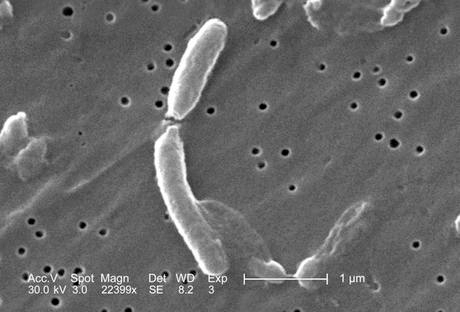 Acc.V Spot Magn Det WD Exp 1 µm
30.0 kV 3.0 22399x SE 8.2 3